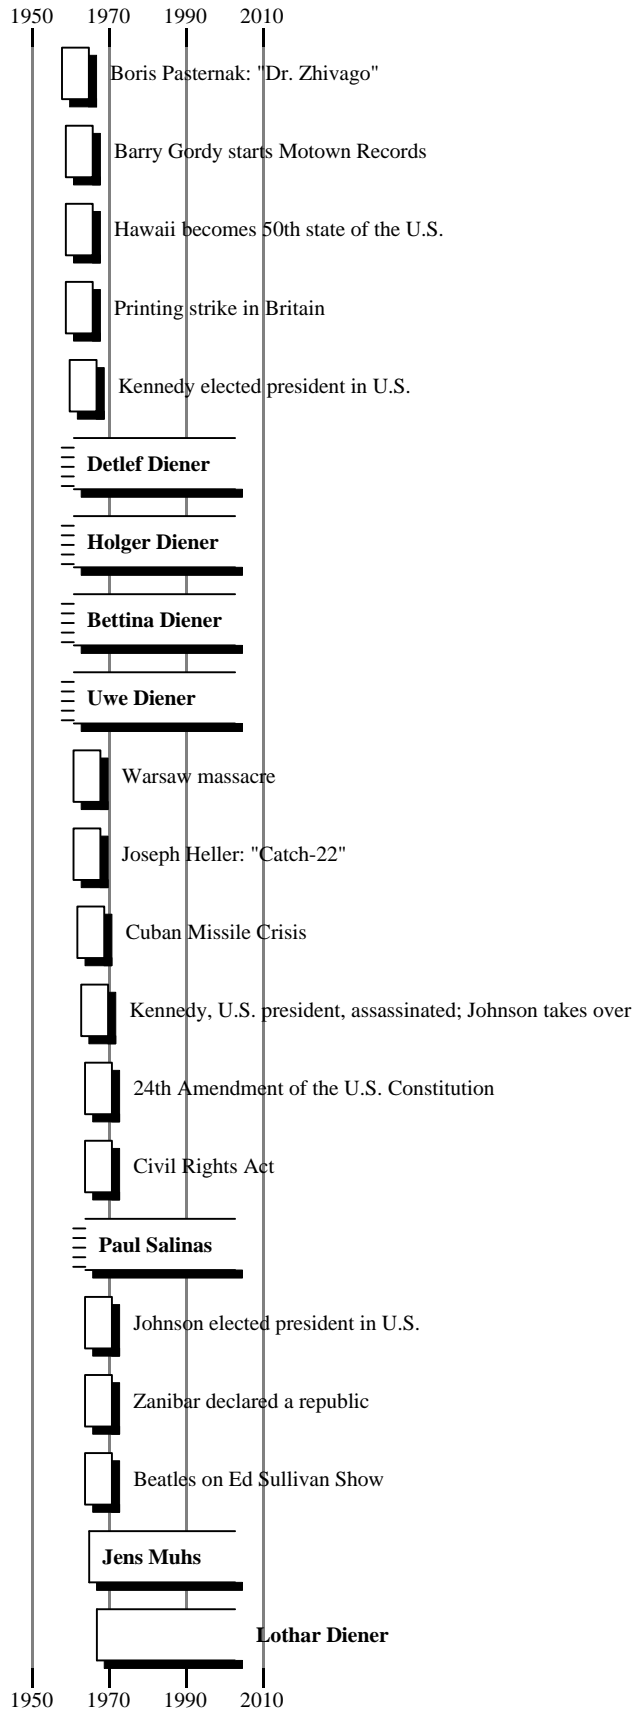 1950 1970 1990 2010
Boris Pasternak: "Dr. Zhivago"
Barry Gordy starts Motown Records
Hawaii becomes 50th state of the U.S.
Printing strike in Britain
Kennedy elected president in U.S.
Detlef Diener
Holger Diener
Bettina Diener
Uwe Diener
Warsaw massacre
Joseph Heller: "Catch-22"
Cuban Missile Crisis
Kennedy, U.S. president, assassinated; Johnson takes over
24th Amendment of the U.S. Constitution
Civil Rights Act
Paul Salinas
Johnson elected president in U.S.
Zanibar declared a republic
Beatles on Ed Sullivan Show
Jens Muhs
Lothar Diener
1950 1970 1990 2010